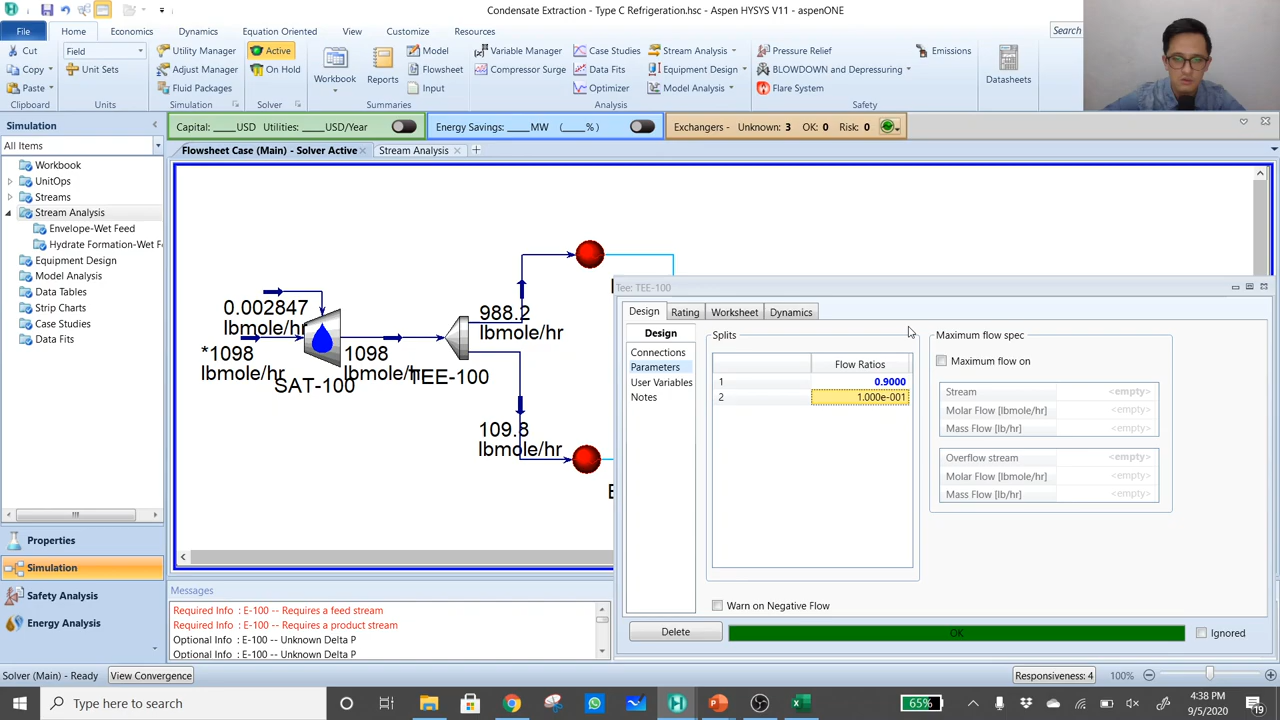 Condensate Extraction - Type C Refrigeration.hsc - Aspen HYSYS V11 - aspenONE
File Home Economics Dynamics Equation Oriented View Customize Resources Search
Cut Field Utility Manager Active Model Variable Manager Case Studies Stream Analysis Pressure Relief Emissions
Copy Unit Sets Adjust Manager On Hold Workbook Reports Flowsheet Compressor Surge Data Fits Equipment Design BLOWDOWN and Depressuring Datasheets
Paste Fluid Packages Input Optimizer Model Analysis Flare System
Clipboard Units Simulation Solver Summaries Analysis Safety
Simulation Capital: ____USD Utilities: ____USD/Year Energy Savings: ____MW (____%) Exchangers - Unknown: 3 OK: 0 Risk: 0
All Items Flowsheet Case (Main) - Solver Active Stream Analysis
Workbook
UnitOps
Streams
Stream Analysis
Envelope-Wet Feed
Hydrate Formation-Wet F
Equipment Design
Model Analysis
Data Tables
Strip Charts
Case Studies
Data Fits
Properties
Simulation
Safety Analysis
Energy Analysis
0.002847
lbmole/hr
*1098
lbmole/hr
SAT-100
1098
lbmole/hr
TEE-100
988.2
lbmole/hr
109.8
lbmole/hr
Tee: TEE-100
Design Rating Worksheet Dynamics
Design
Connections
Parameters
User Variables
Notes
Splits
Flow Ratios
1 0.9000
2 1.000e-001
Maximum flow spec
Maximum flow on
Stream <empty>
Molar Flow [lbmole/hr] <empty>
Mass Flow [lb/hr] <empty>
Overflow stream <empty>
Molar Flow [lbmole/hr] <empty>
Mass Flow [lb/hr] <empty>
Warn on Negative Flow
Delete OK Ignored
Messages
Required Info : E-100 -- Requires a feed stream
Required Info : E-100 -- Requires a product stream
Optional Info : E-100 -- Unknown Delta P
Optional Info : E-100 -- Unknown Delta P
Solver (Main) - Ready View Convergence Responsiveness: 4 100%
Type here to search 65% 4:38 PM
9/5/2020 19